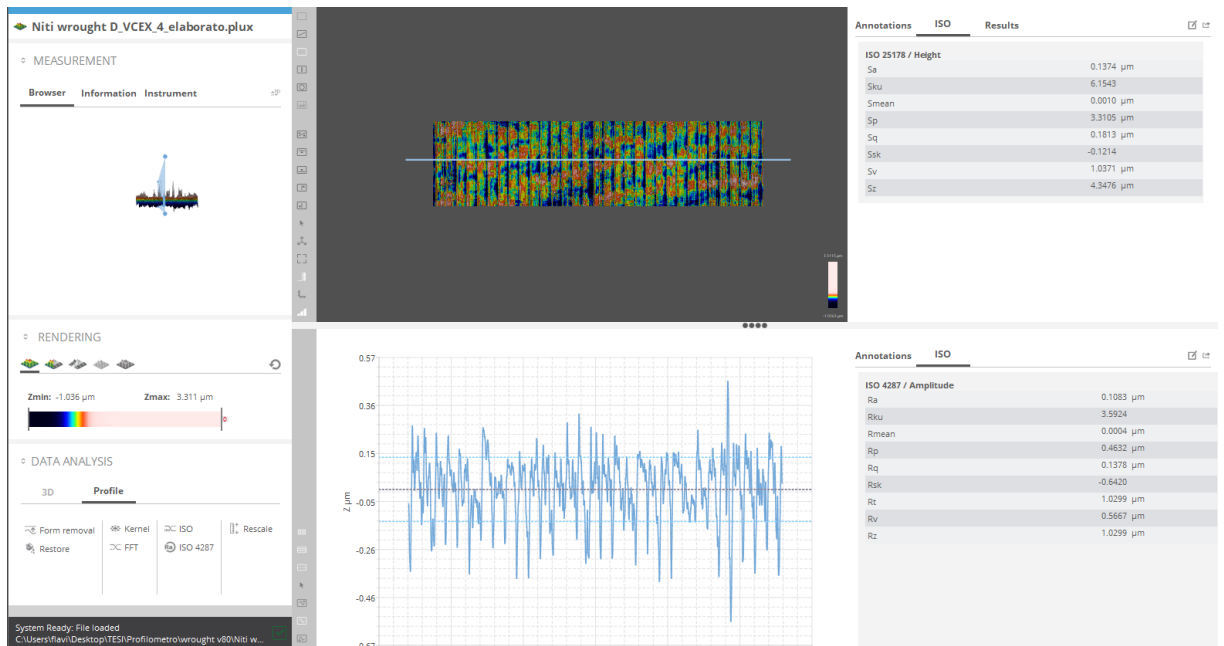 Niti wrought D_VCEX_4_elaborato.plux
MEASUREMENT
Browser Information Instrument
RENDERING
Zmin: -1.036 µm Zmax: 3.311 µm
DATA ANALYSIS
3D Profile
Form removal Kernel ISO Rescale
Restore FFT ISO 4287
System Ready: File loaded
C:\Users\flavi\Desktop\TESI\Profilometro\wrought v80\Niti w...
Annotations ISO Results
ISO 25178 / Height
Sa 0.1374 µm
Sku 6.1543
Smean 0.0010 µm
Sp 3.3105 µm
Sq 0.1813 µm
Ssk -0.1214
Sv 1.0371 µm
Sz 4.3476 µm
0.57
0.36
0.15
-0.05
-0.26
-0.46
-0.67
Z µm
Annotations ISO
ISO 4287 / Amplitude
Ra 0.1083 µm
Rku 3.5924
Rmean 0.0004 µm
Rp 0.4632 µm
Rq 0.1378 µm
Rsk -0.6420
Rt 1.0299 µm
Rv 0.5667 µm
Rz 1.0299 µm